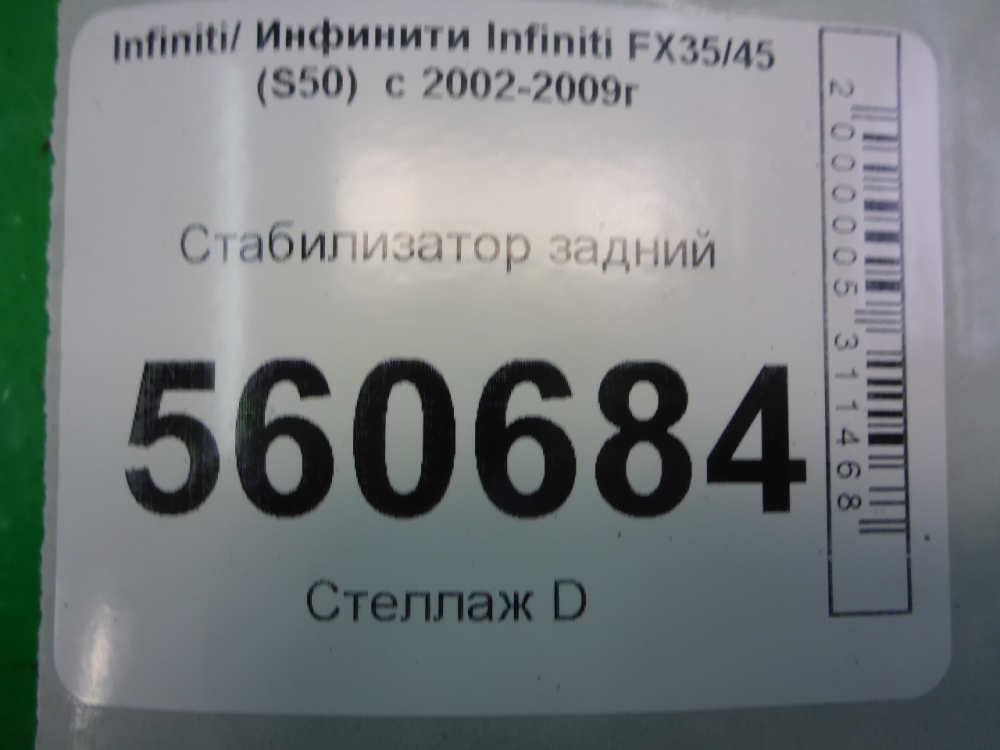 Infiniti/ Инфинити Infiniti FX35/45
(S50) с 2002-2009г
Стабилизатор задний
560684
Стеллаж D
2000005311468